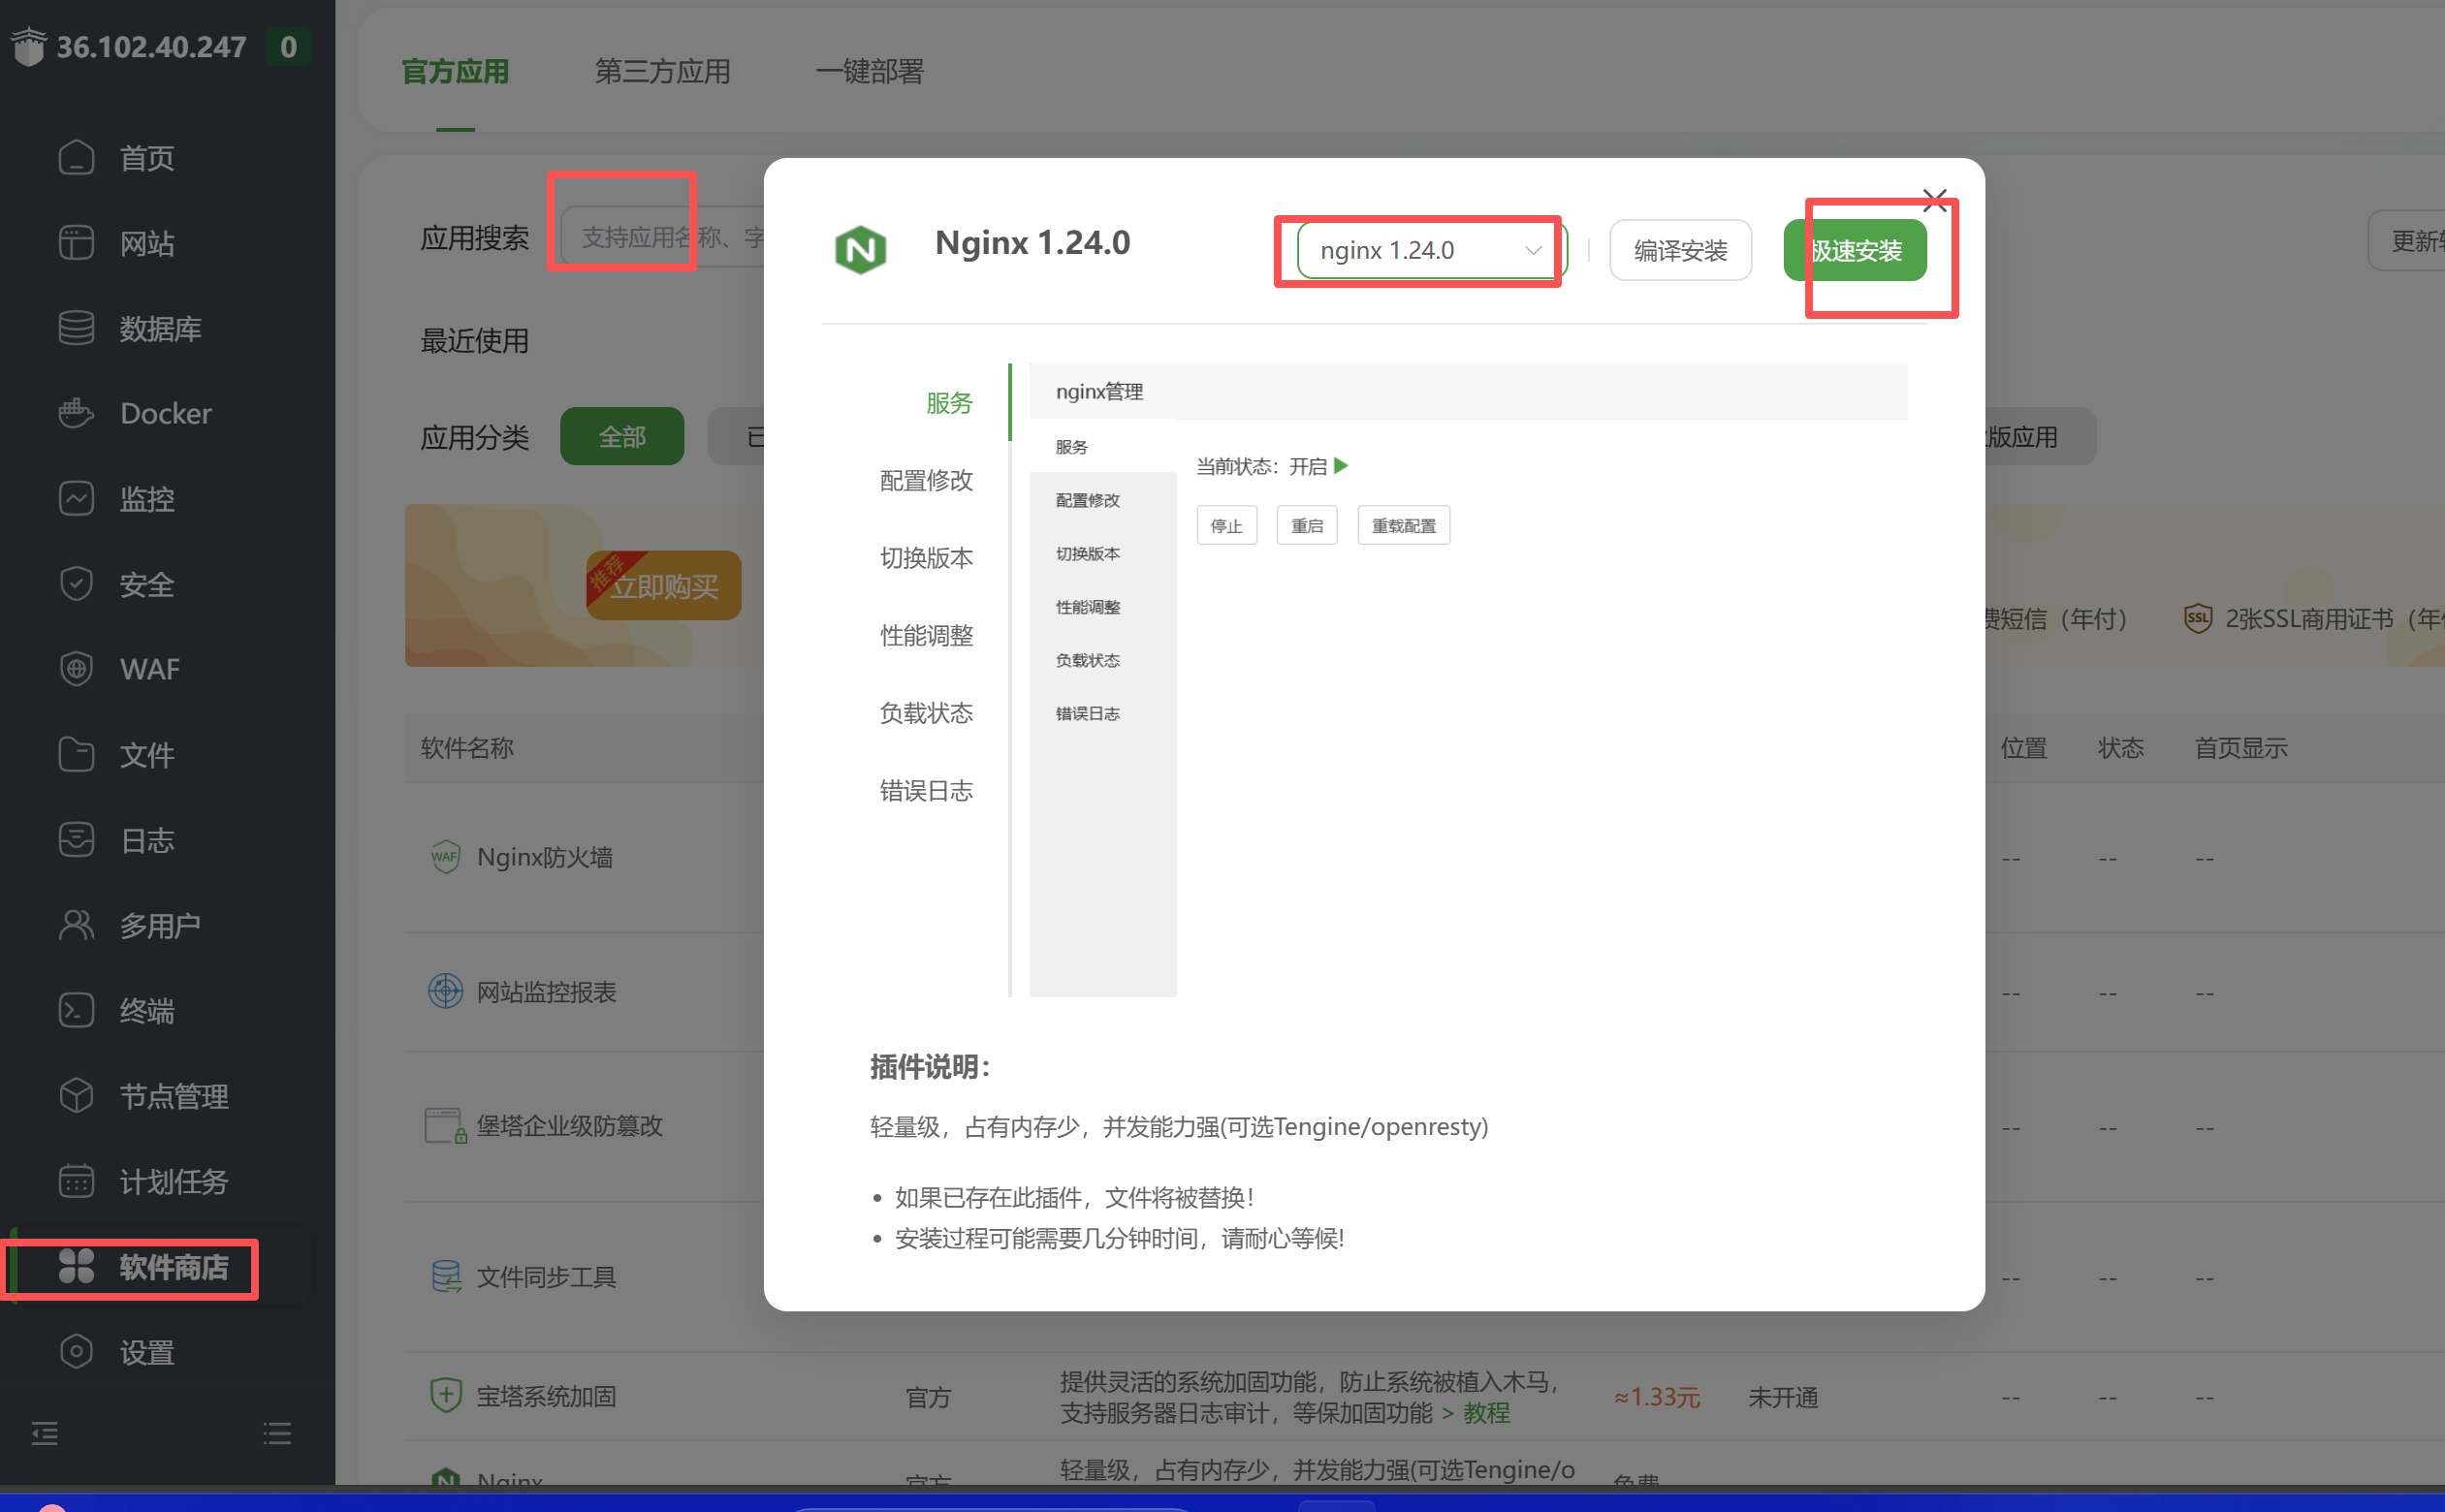 36.102.40.247 0
首页
网站
数据库
Docker
监控
安全
WAF
文件
日志
多用户
终端
节点管理
计划任务
软件商店
设置
官方应用 第三方应用 一键部署
应用搜索 支持应用名称、字
更新
最近使用
应用分类 全部 已
版应用
推荐
立即购买
费短信（年付） SSL 2张SSL商用证书（年付
软件名称 位置 状态 首页显示
WAF Nginx防火墙 -- -- --
网站监控报表 -- -- --
堡塔企业级防篡改 -- -- --
文件同步工具 -- -- --
宝塔系统加固 官方 提供灵活的系统加固功能，防止系统被植入木马，
支持服务器日志审计，等保加固功能 > 教程
≈1.33元 未开通 -- -- --
Nginx 官方 轻量级，占有内存少，并发能力强(可选Tengine/o 免费
Nginx 1.24.0 nginx 1.24.0 编译安装 极速安装
服务
配置修改
切换版本
性能调整
负载状态
错误日志
nginx管理
服务
配置修改
切换版本
性能调整
负载状态
错误日志
当前状态：开启
停止 重启 重载配置
插件说明：
轻量级，占有内存少，并发能力强(可选Tengine/openresty)
• 如果已存在此插件，文件将被替换！
• 安装过程可能需要几分钟时间，请耐心等候!